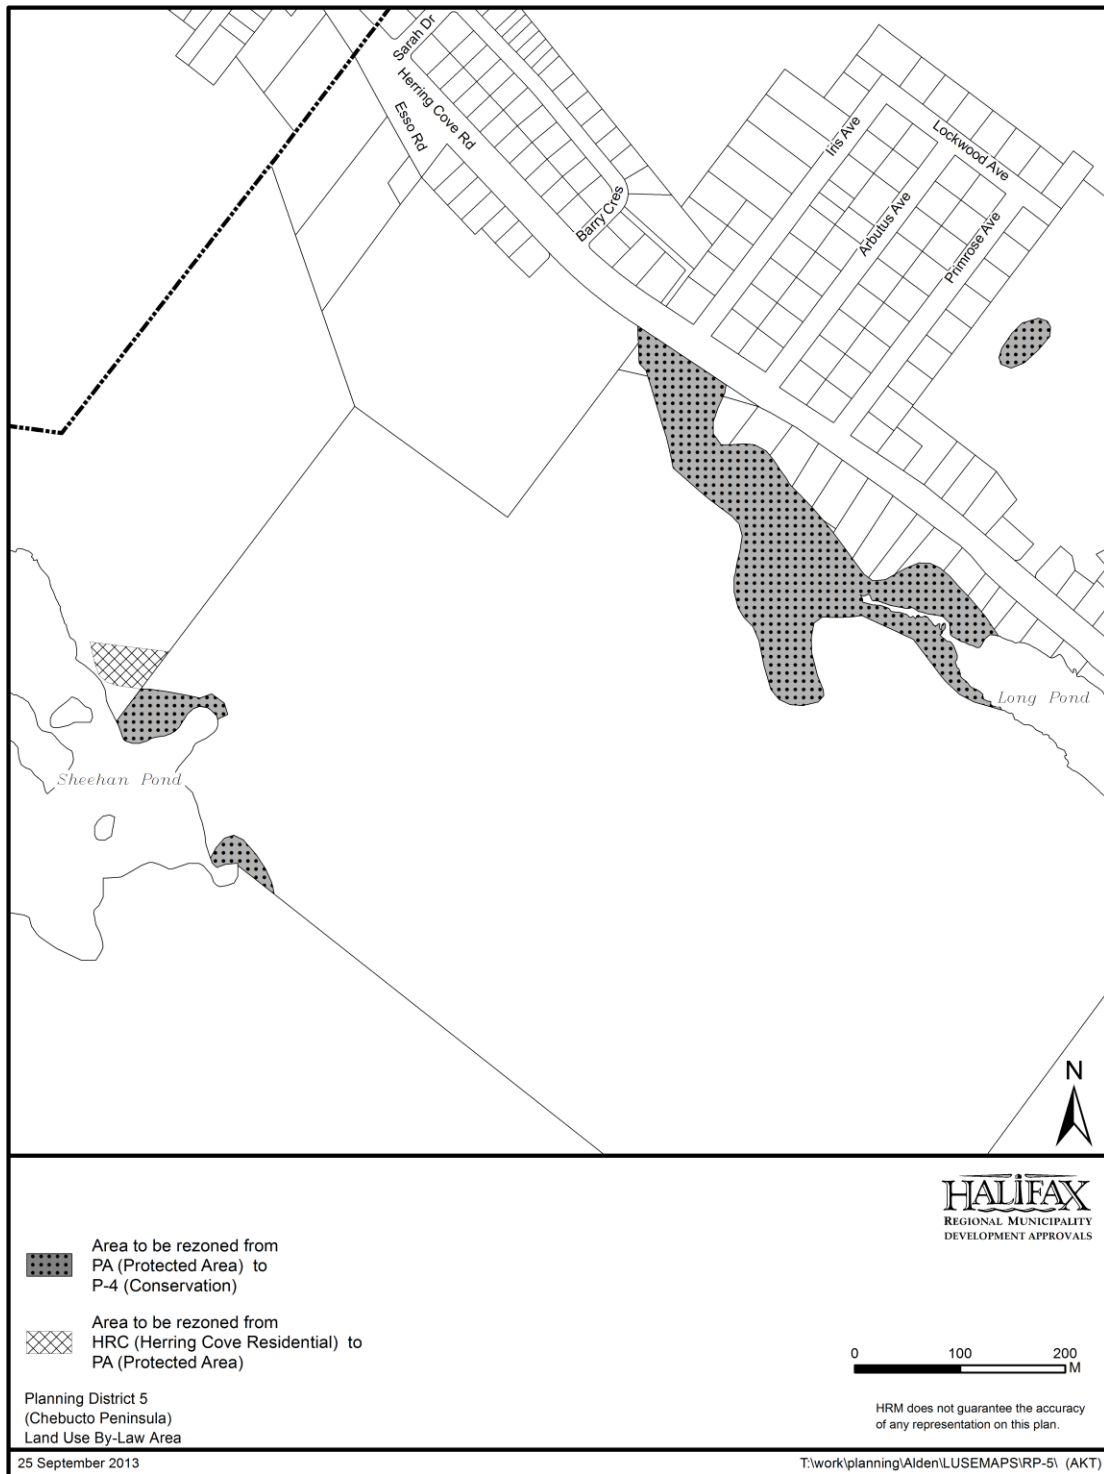 Sarah Dr
Herring Cove Rd
Esso Rd
Barry Cres
Iris Ave
Lockwood Ave
Arbutus Ave
Primrose Ave
Long Pond
Sheehan Pond
N
HALIFAX
REGIONAL MUNICIPALITY
DEVELOPMENT APPROVALS
Area to be rezoned from
PA (Protected Area) to
P-4 (Conservation)
Area to be rezoned from
HRC (Herring Cove Residential) to
PA (Protected Area)
0 100 200
M
Planning District 5
(Chebucto Peninsula)
Land Use By-Law Area
HRM does not guarantee the accuracy
of any representation on this plan.
25 September 2013
T:\work\planning\Alden\LUSEMAPS\RP-5\ (AKT)